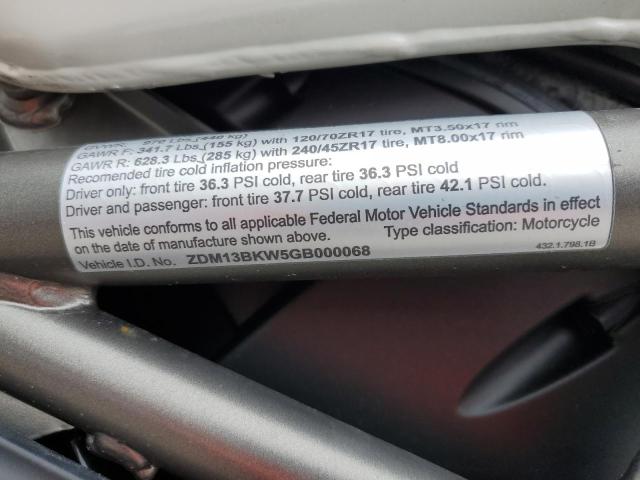 970 Lbs.(440 kg)
GAWR F: 341.7 Lbs.(155 kg) with 120/70ZR17 tire, MT3.50x17 rim
GAWR R: 628.3 Lbs.(285 kg) with 240/45ZR17 tire, MT8.00x17 rim
Recomended tire cold inflation pressure:
Driver only: front tire 36.3 PSI cold, rear tire 36.3 PSI cold
Driver and passenger: front tire 37.7 PSI cold, rear tire 42.1 PSI cold.
This vehicle conforms to all applicable Federal Motor Vehicle Standards in effect
on the date of manufacture shown above. Type classification: Motorcycle
Vehicle I.D. No. ZDM13BKW5GB000068 432.1.798.1B